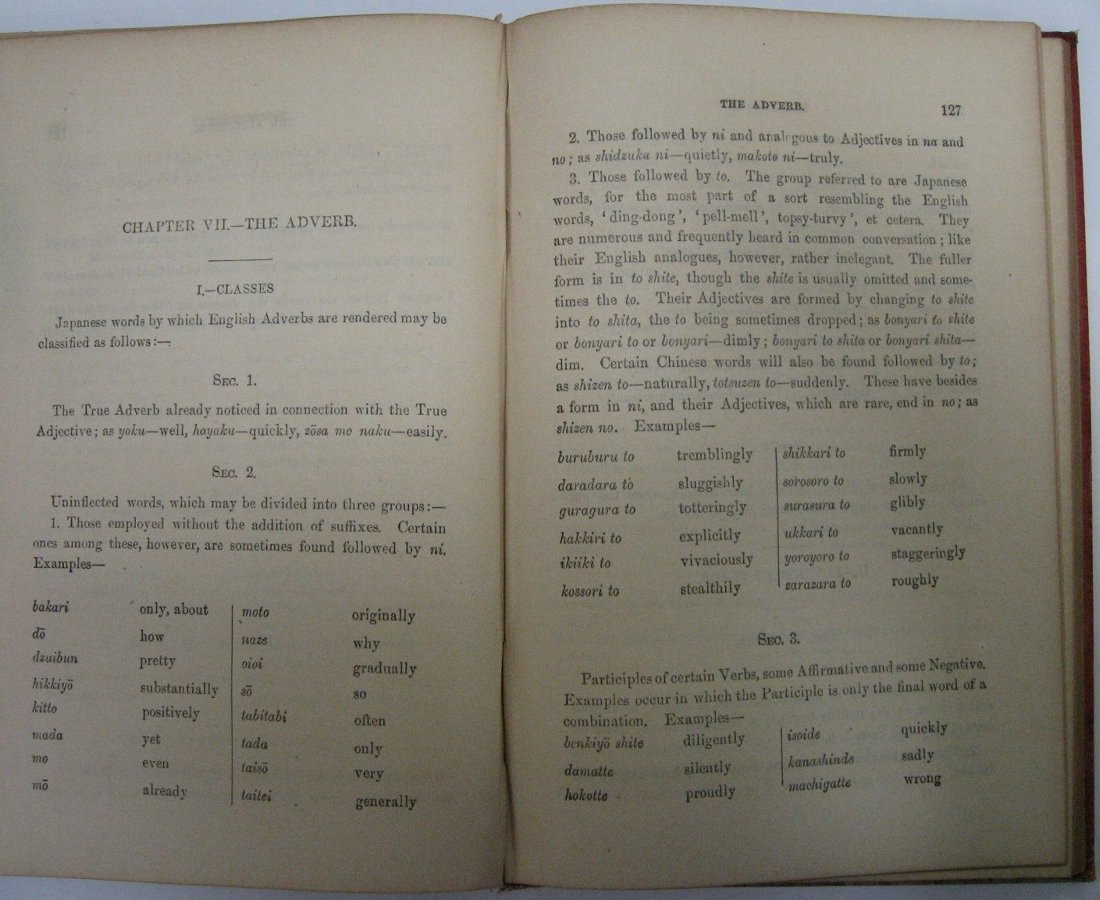 CHAPTER VII.—THE ADVERB.
I.—CLASSES
Japanese words by which English Adverbs are rendered may be
classified as follows:—
SEC. 1.
The True Adverb already noticed in connection with the True
Adjective; as yoku—well, hayaku—quickly, zōsa mo naku—easily.
SEC. 2.
Uninflected words, which may be divided into three groups:—
1. Those employed without the addition of suffixes. Certain
ones among these, however, are sometimes found followed by ni.
Examples—
bakari only, about moto originally
dō how naze why
dzuibun pretty oioi gradually
hikkiyō substantially sō so
kitto positively tabitabi often
mada yet tada only
mo even taisō very
mō already taitei generally
THE ADVERB. 127
2. Those followed by ni and analogous to Adjectives in na and
no; as shidzuka ni—quietly, makoto ni—truly.
3. Those followed by to. The group referred to are Japanese
words, for the most part of a sort resembling the English
words, 'ding-dong', 'pell-mell', topsy-turvy', et cetera. They
are numerous and frequently heard in common conversation; like
their English analogues, however, rather inelegant. The fuller
form is in to shite, though the shite is usually omitted and some-
times the to. Their Adjectives are formed by changing to shite
into to shita, the to being sometimes dropped; as bonyari to shite
or bonyari to or bonyari—dimly; bonyari to shita or bonyari shita—
dim. Certain Chinese words will also be found followed by to;
as shizen to—naturally, totsuzen to—suddenly. These have besides
a form in ni, and their Adjectives, which are rare, end in no; as
shizen no. Examples—
buruburu to tremblingly shikkari to firmly
daradara to sluggishly sorosoro to slowly
guragura to totteringly surasura to glibly
hakkiri to explicitly ukkari to vacantly
ikiiki to vivaciously yoroyoro to staggeringly
kossori to stealthily zarazara to roughly
SEC. 3.
Participles of certain Verbs, some Affirmative and some Negative.
Examples occur in which the Participle is only the final word of a
combination. Examples—
benkiyō shite diligently isoide quickly
damatte silently kanashinde sadly
hokotte proudly machigatte wrong